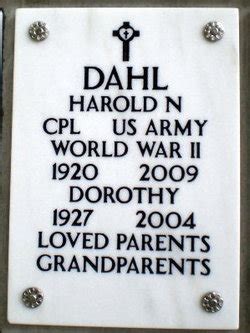 DAHL
HAROLD N
CPL US ARMY
WORLD WAR II
1920 2009
DOROTHY
1927 2004
LOVED PARENTS
GRANDPARENTS